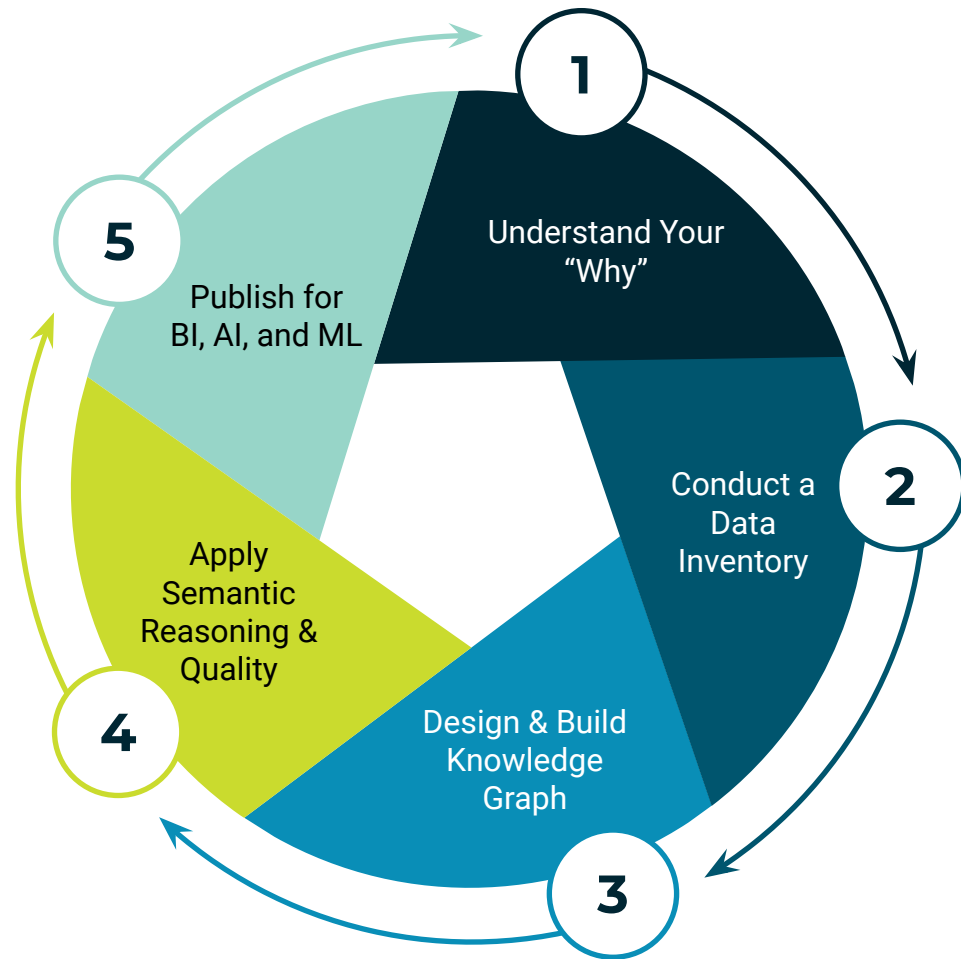 1
Understand Your
“Why”
2
Conduct a
Data
Inventory
3
Design & Build
Knowledge
Graph
4
Apply
Semantic
Reasoning &
Quality
5
Publish for
BI, AI, and ML